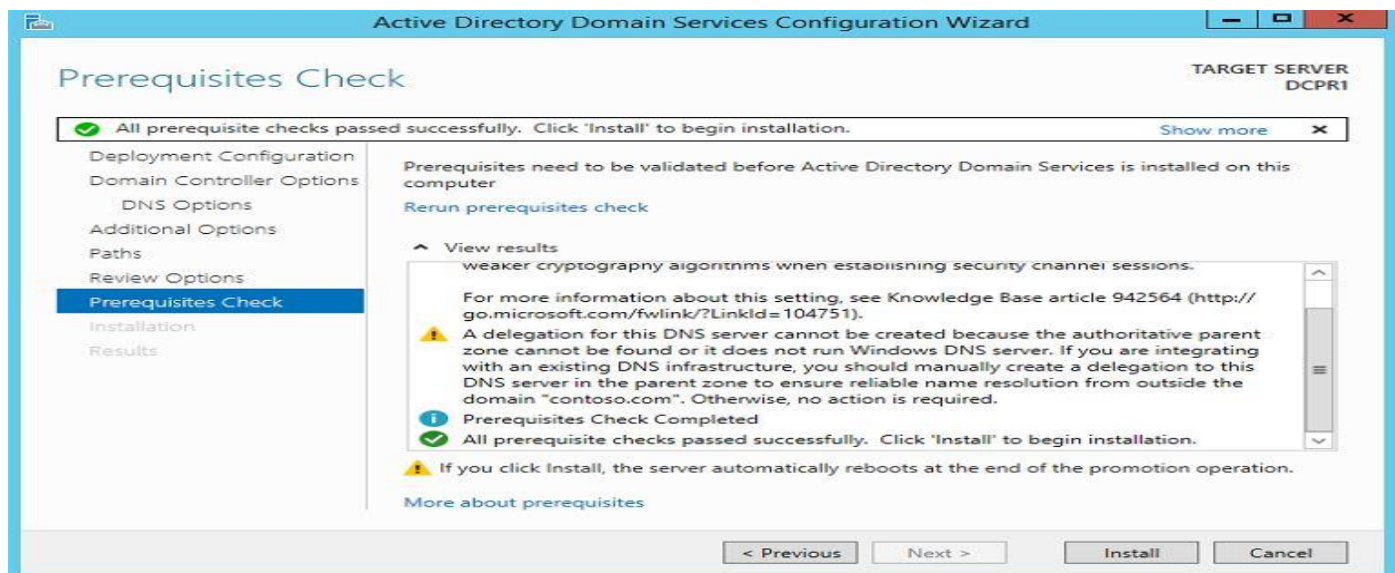 Active Directory Domain Services Configuration Wizard
Prerequisites Check
TARGET SERVER
DCPR1
All prerequisite checks passed successfully.  Click 'Install' to begin installation.
Show more
Deployment Configuration
Domain Controller Options
DNS Options
Additional Options
Paths
Review Options
Prerequisites Check
Installation
Results
Prerequisites need to be validated before Active Directory Domain Services is installed on this
computer
Rerun prerequisites check
View results
weaker cryptography algorithms when establishing security channel sessions.
For more information about this setting, see Knowledge Base article 942564 (http://
go.microsoft.com/fwlink/?LinkId=104751).
A delegation for this DNS server cannot be created because the authoritative parent
zone cannot be found or it does not run Windows DNS server. If you are integrating
with an existing DNS infrastructure, you should manually create a delegation to this
DNS server in the parent zone to ensure reliable name resolution from outside the
domain "contoso.com". Otherwise, no action is required.
Prerequisites Check Completed
All prerequisite checks passed successfully.  Click 'Install' to begin installation.
If you click Install, the server automatically reboots at the end of the promotion operation.
More about prerequisites
< Previous
Next >
Install
Cancel